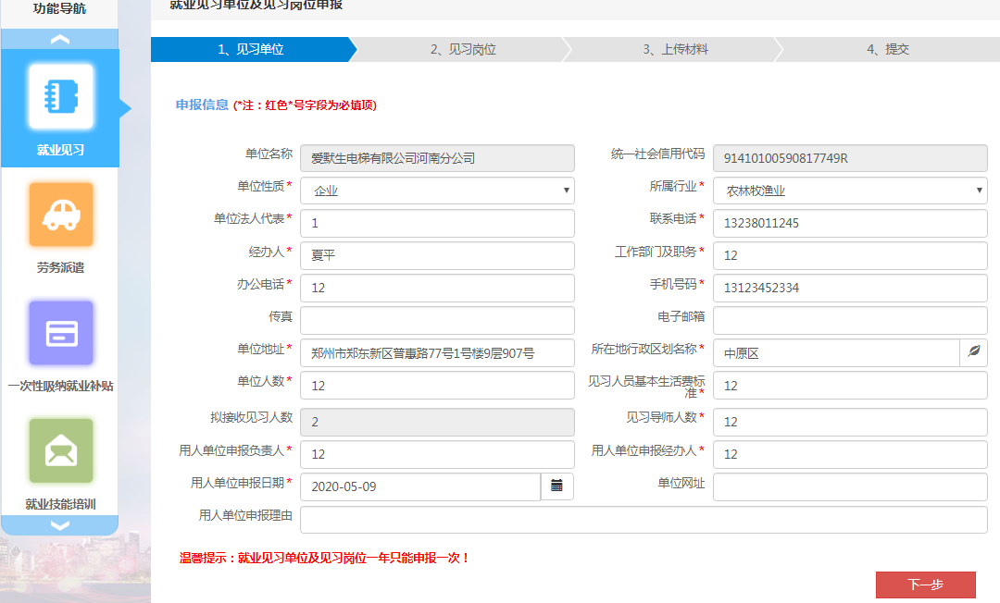 功能导航
就业见习
劳务派遣
一次性吸纳就业补贴
就业技能培训
就业见习单位及见习岗位申报
1、见习单位 2、见习岗位 3、上传材料 4、提交
申报信息 (*注：红色*号字段为必填项)
单位名称 爱默生电梯有限公司河南分公司 统一社会信用代码 91410100590817749R
单位性质* 企业 所属行业* 农林牧渔业
单位法人代表* 1 联系电话* 13238011245
经办人* 夏平 工作部门及职务* 12
办公电话* 12 手机号码* 13123452334
传真 电子邮箱
单位地址* 郑州市郑东新区普惠路77号1号楼9层907号 所在地行政区划名称* 中原区
单位人数* 12 见习人员基本生活费标
准* 12
拟接收见习人数 2 见习导师人数* 12
用人单位申报负责人* 12 用人单位申报经办人* 12
用人单位申报日期* 2020-05-09 单位网址
用人单位申报理由
温馨提示：就业见习单位及见习岗位一年只能申报一次！
下一步